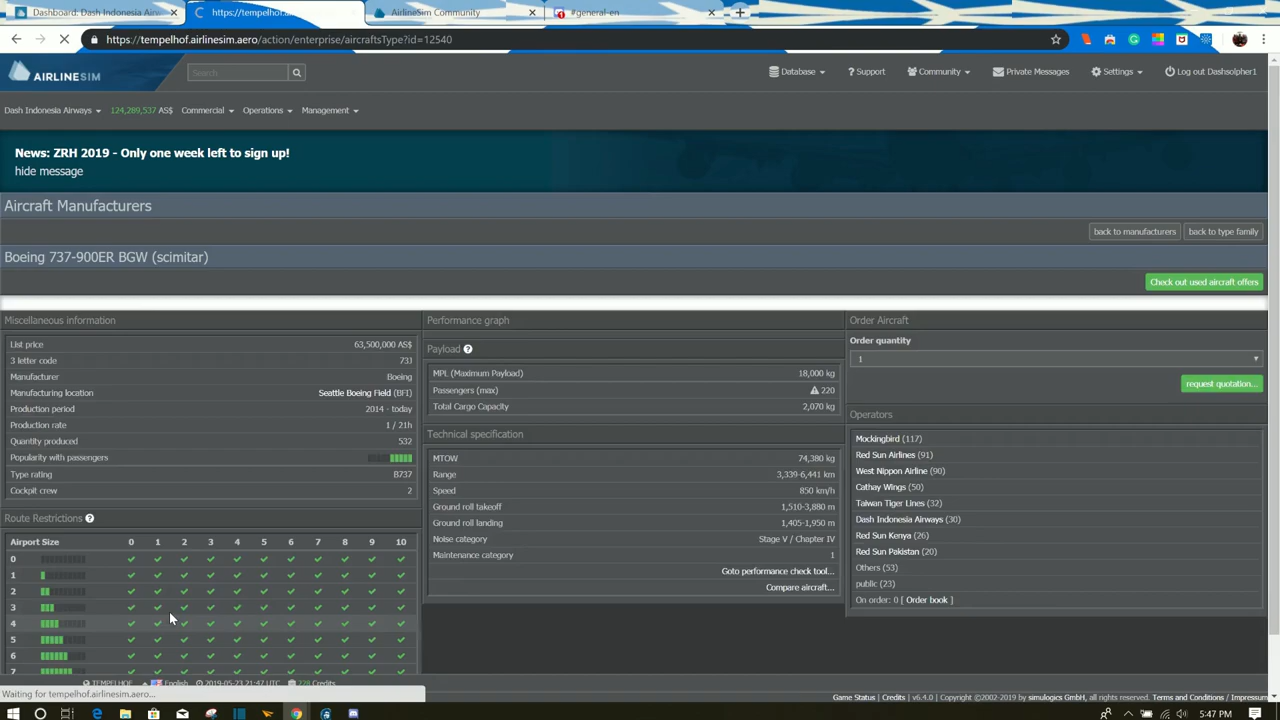 Dashboard: Dash Indonesia Airw
https://tempelhof.airlinesim.ae
AirlineSim Community
#general-en
https://tempelhof.airlinesim.aero/action/enterprise/aircraftsType?id=12540
AIRLINESIM
Search
Database
Support
Community
Private Messages
Settings
Log out Dashsolpher1
Dash Indonesia Airways
124,289,537 AS$
Commercial
Operations
Management
News: ZRH 2019 - Only one week left to sign up!
hide message
Aircraft Manufacturers
back to manufacturers
back to type family
Boeing 737-900ER BGW (scimitar)
Check out used aircraft offers
Miscellaneous information
List price 63,500,000 AS$
3 letter code 73J
Manufacturer Boeing
Manufacturing location Seattle Boeing Field (BFI)
Production period 2014 - today
Production rate 1 / 21h
Quantity produced 532
Popularity with passengers
Type rating B737
Cockpit crew 2
Route Restrictions
Airport Size 0 1 2 3 4 5 6 7 8 9 10
0
1
2
3
4
5
6
7
Performance graph
Payload
MPL (Maximum Payload) 18,000 kg
Passengers (max) 220
Total Cargo Capacity 2,070 kg
Technical specification
MTOW 74,380 kg
Range 3,339-6,441 km
Speed 850 km/h
Ground roll takeoff 1,510-3,880 m
Ground roll landing 1,405-1,950 m
Noise category Stage V / Chapter IV
Maintenance category 1
Goto performance check tool...
Compare aircraft...
Order Aircraft
Order quantity
1
request quotation...
Operators
Mockingbird (117)
Red Sun Airlines (91)
West Nippon Airline (90)
Cathay Wings (50)
Taiwan Tiger Lines (32)
Dash Indonesia Airways (30)
Red Sun Kenya (26)
Red Sun Pakistan (20)
Others (53)
public (23)
On order: 0 [ Order book ]
TEMPELHOF English 2019-05-23 21:47 UTC 228 Credits
Waiting for tempelhof.airlinesim.aero...
Game Status | Credits | v6.4.0 | Copyright ©2002-2019 by simulogics GmbH, all rights reserved. Terms and Conditions / Impressum
5:47 PM